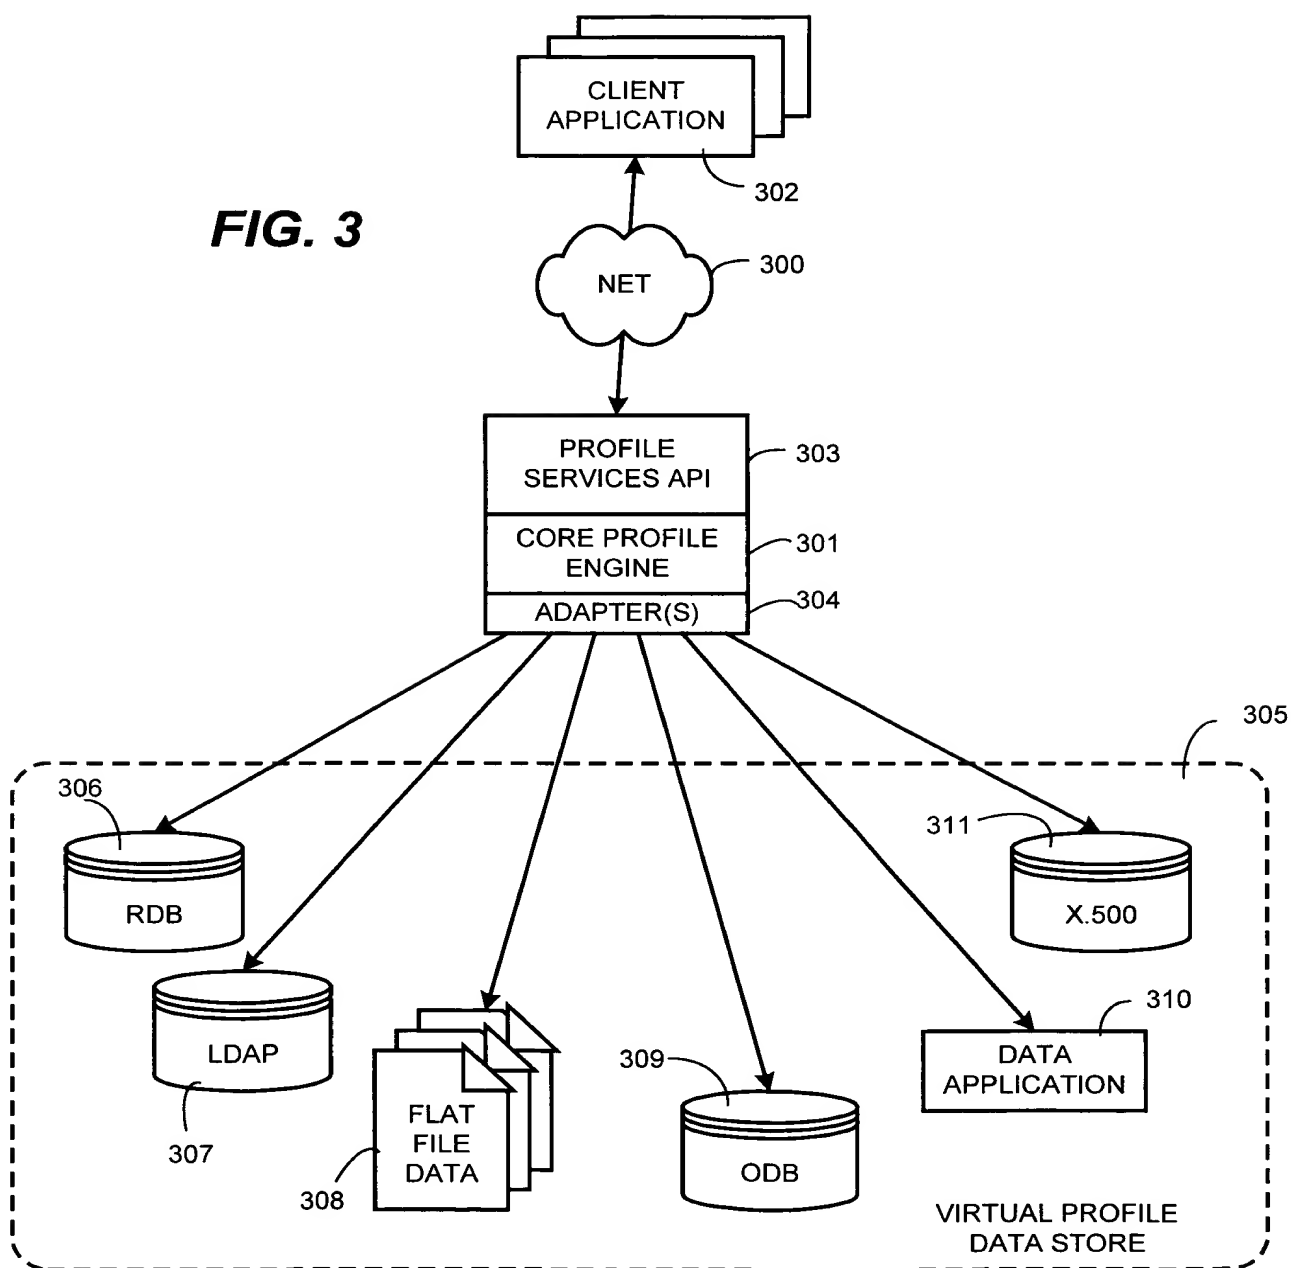 CLIENT
APPLICATION
302
FIG. 3
NET
300
PROFILE
SERVICES API
303
CORE PROFILE
ENGINE
301
ADAPTER(S)
304
305
306
RDB
311
X.500
LDAP
307
310
DATA
APPLICATION
309
ODB
FLAT
FILE
DATA
308
VIRTUAL PROFILE
DATA STORE